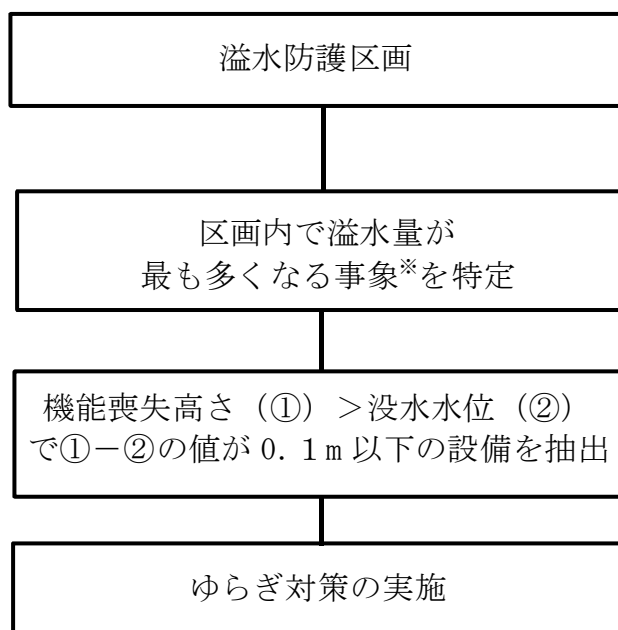 溢水防護区画
区画内で溢水量が
最も多くなる事象※を特定
機能喪失高さ（①）＞没水水位（②）
で①－②の値が 0.1m 以下の設備を抽出
ゆらぎ対策の実施